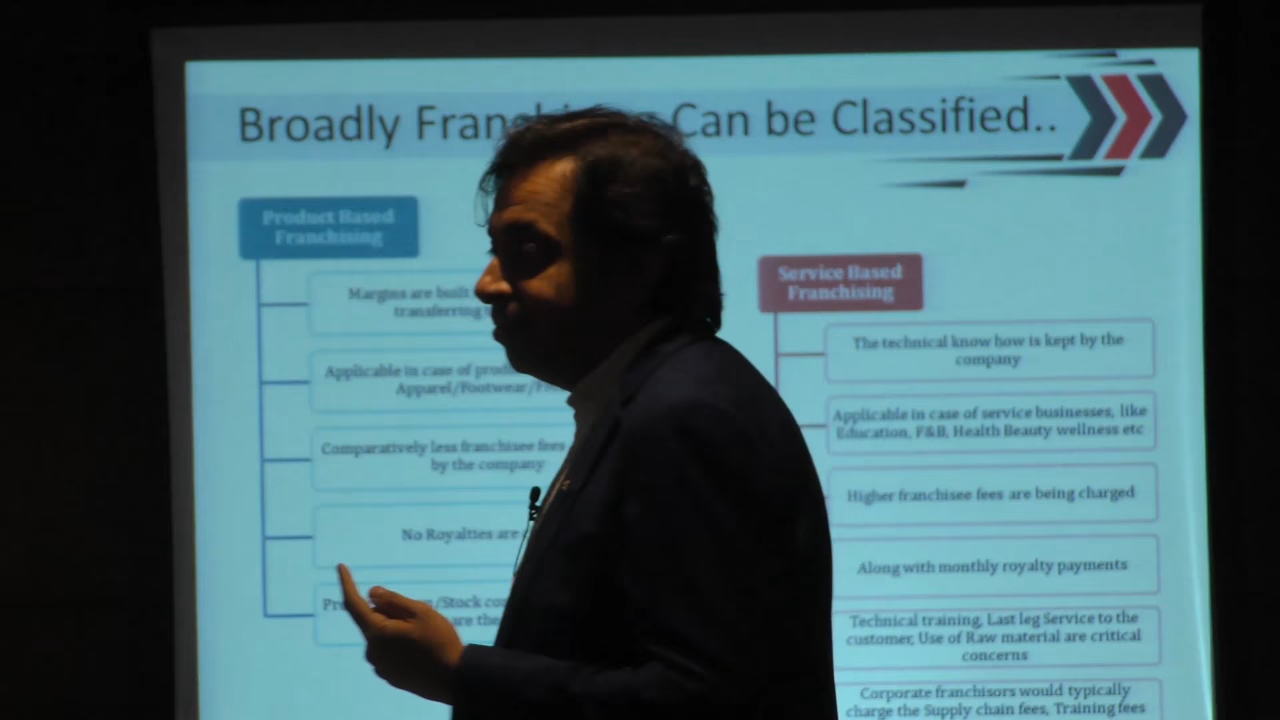 Broadly Can be Classified..
Product Based
Franchising
Margins are built
transferring
Applicable in case of
Apparel/Footwear/
Comparatively less franchisee fees
by the company
No Royalties are
/Stock
are the
Service Based
Franchising
The technical know how is kept by the
company
Applicable in case of service businesses, like
Education, F&B, Health Beauty wellness etc
Higher franchisee fees are being charged
Along with monthly royalty payments
Technical training, Last leg Service to the
customer, Use of Raw material are critical
concerns
Corporate franchisors would typically
charge the Supply chain fees, Training fees